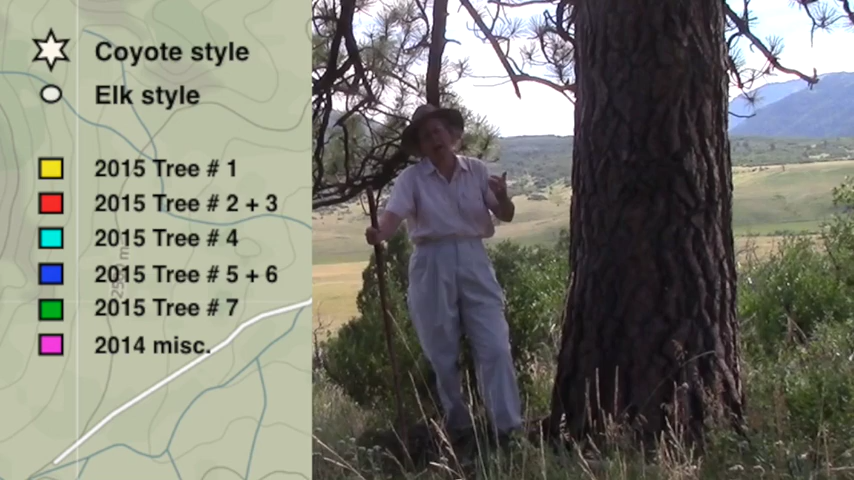 Coyote style
Elk style
2015 Tree # 1
2015 Tree # 2 + 3
2015 Tree # 4
2015 Tree # 5 + 6
2015 Tree # 7
2014 misc.